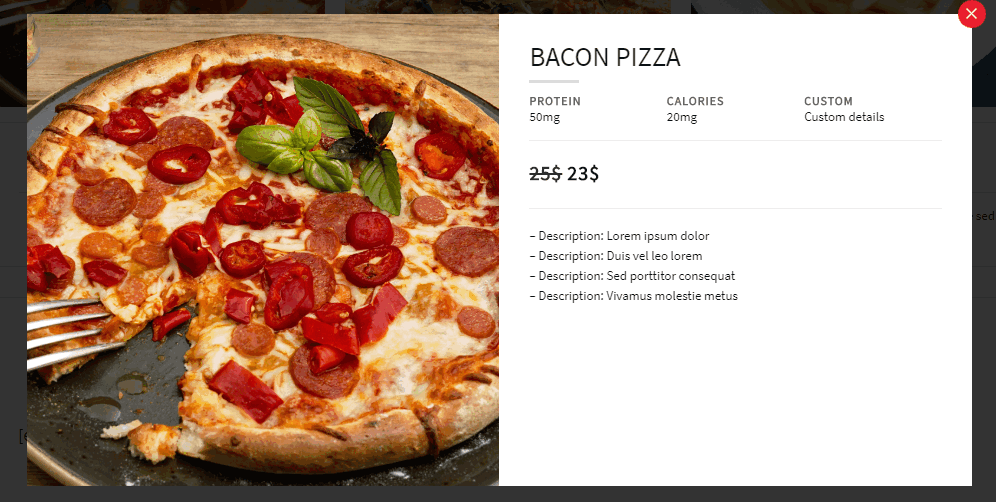 BACON PIZZA
PROTEIN CALORIES CUSTOM
50mg 20mg Custom details
25$ 23$
– Description: Lorem ipsum dolor
– Description: Duis vel leo lorem
– Description: Sed porttitor consequat
– Description: Vivamus molestie metus
sed